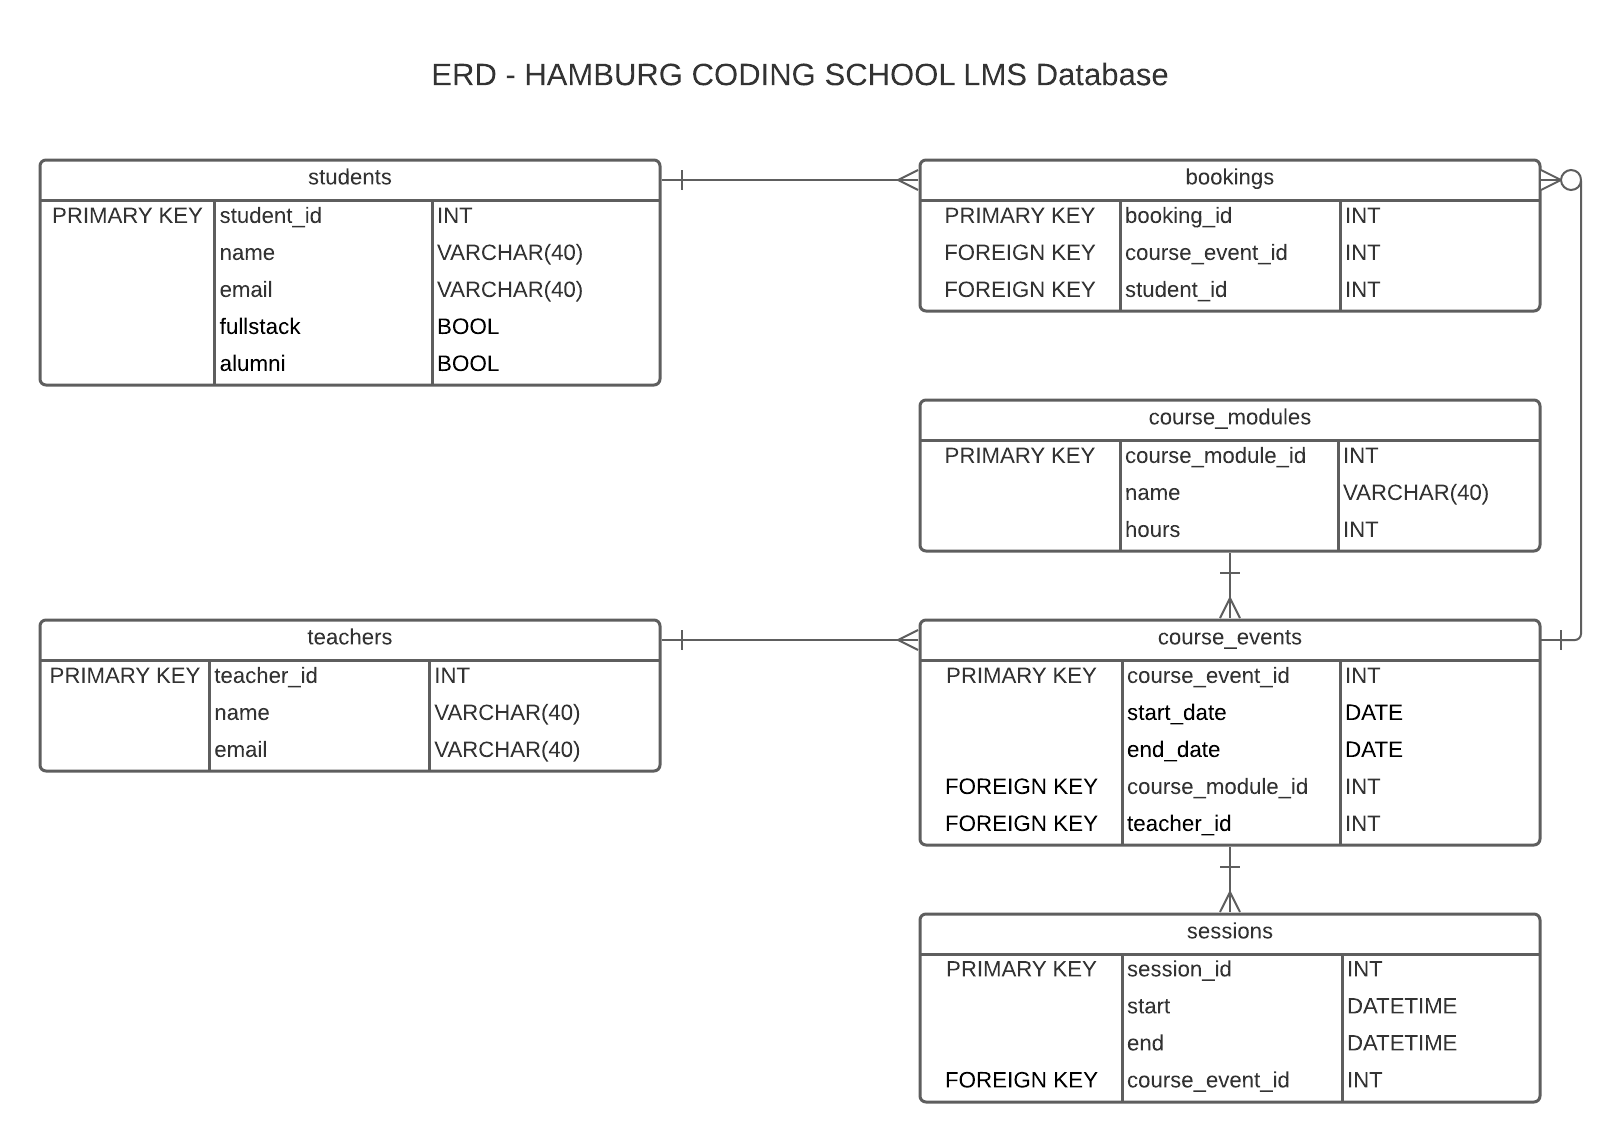 ERD - HAMBURG CODING SCHOOL LMS Database
students
PRIMARY KEY student_id INT
name VARCHAR(40)
email VARCHAR(40)
fullstack BOOL
alumni BOOL
bookings
PRIMARY KEY booking_id INT
FOREIGN KEY course_event_id INT
FOREIGN KEY student_id INT
course_modules
PRIMARY KEY course_module_id INT
name VARCHAR(40)
hours INT
teachers
PRIMARY KEY teacher_id INT
name VARCHAR(40)
email VARCHAR(40)
course_events
PRIMARY KEY course_event_id INT
start_date DATE
end_date DATE
FOREIGN KEY course_module_id INT
FOREIGN KEY teacher_id INT
sessions
PRIMARY KEY session_id INT
start DATETIME
end DATETIME
FOREIGN KEY course_event_id INT